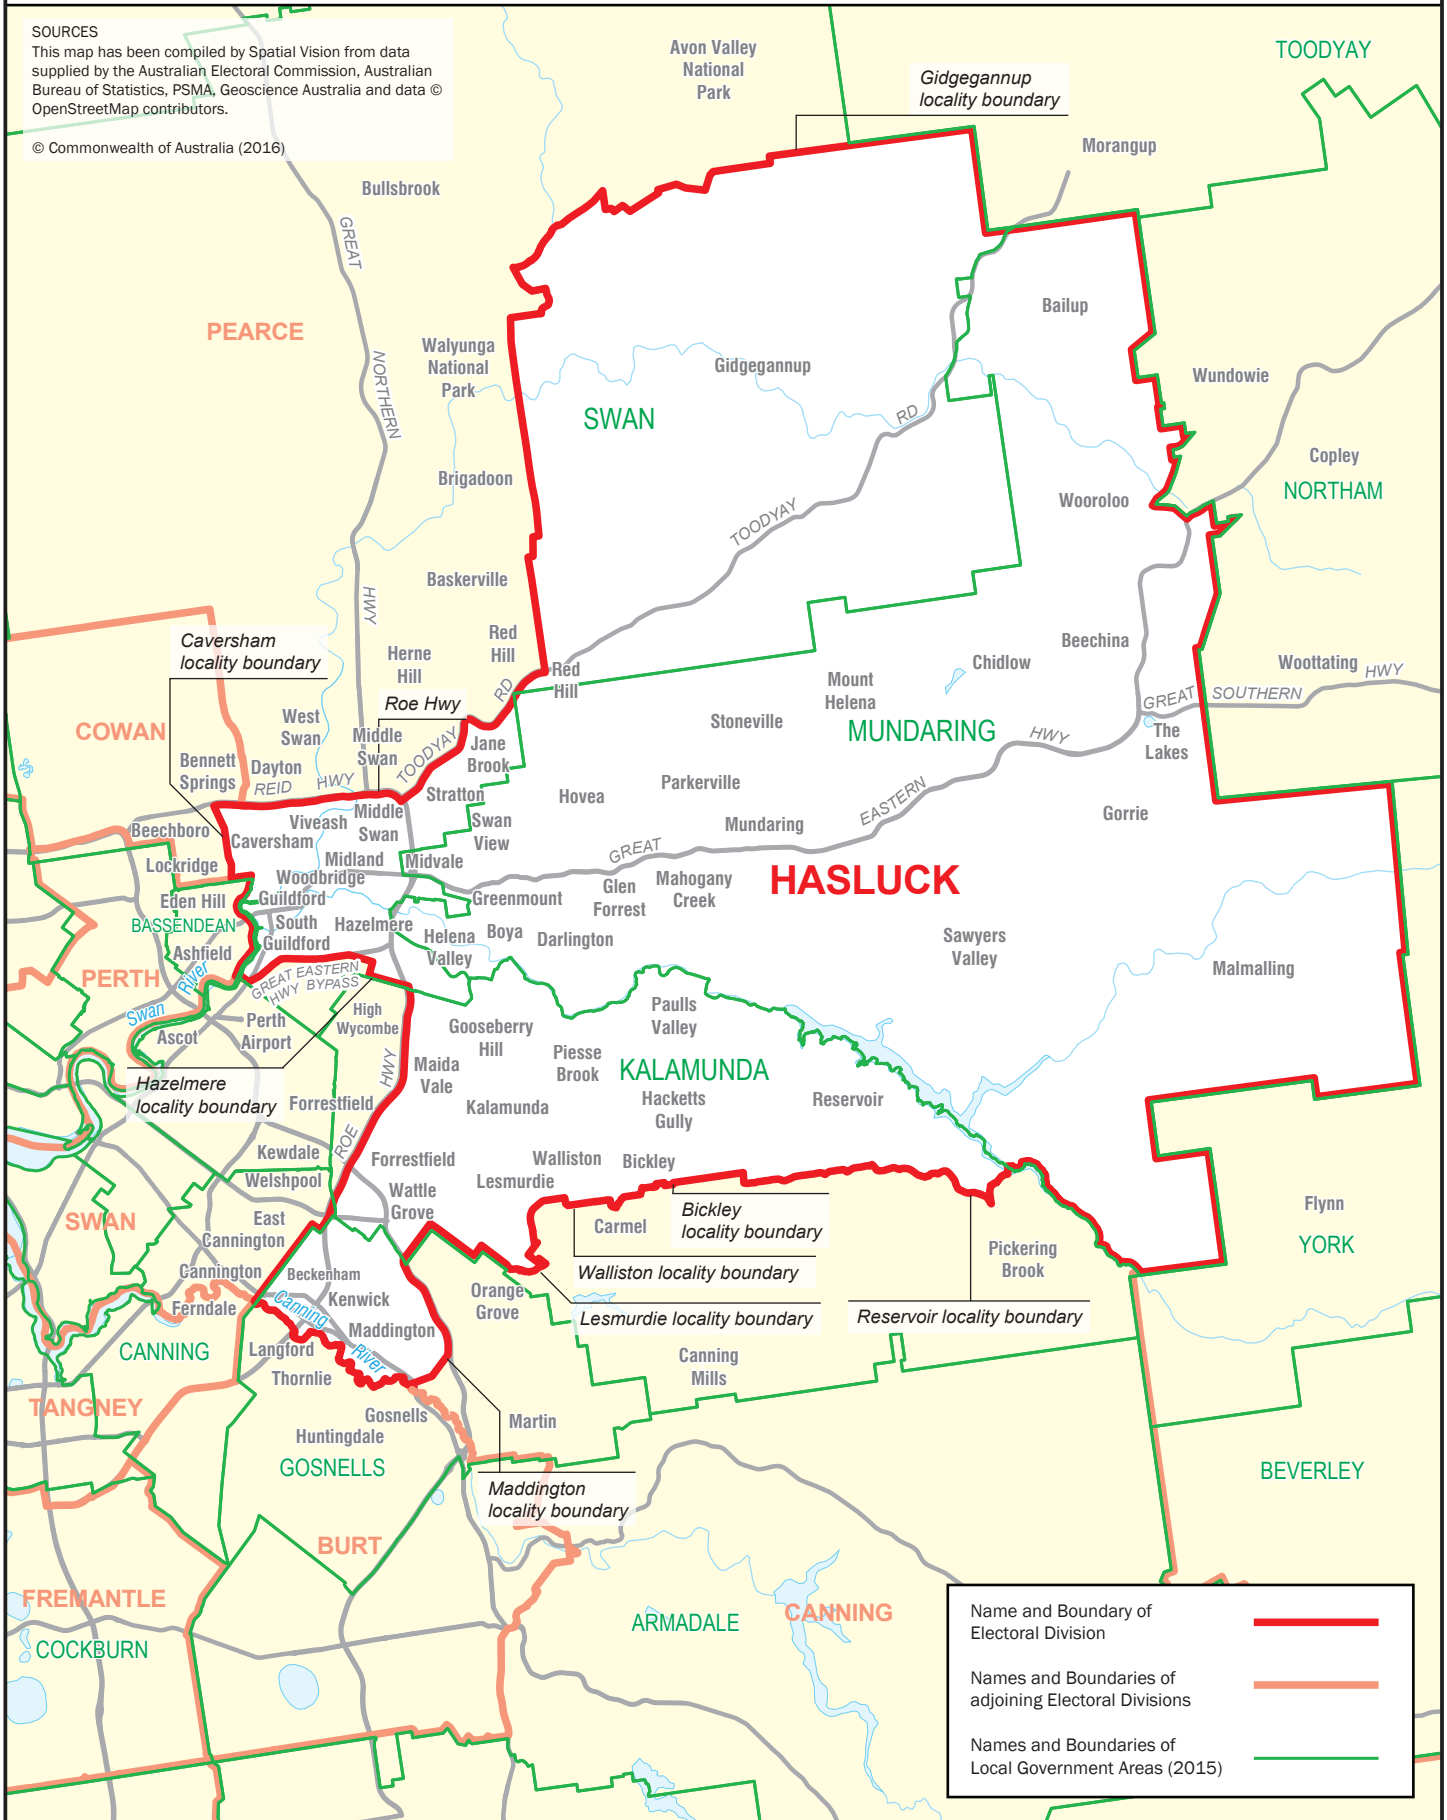 SOURCES
This map has been compiled by Spatial Vision from data
supplied by the Australian Electoral Commission, Australian
Bureau of Statistics, PSMA, Geoscience Australia and data ©
OpenStreetMap contributors.
© Commonwealth of Australia (2016)
Avon Valley
National
Park
Gidgegannup
locality boundary
TOODYAY
Morangup
Bullsbrook
GREAT
NORTHERN
HWY
PEARCE
Walyunga
National
Park
Gidgegannup
Bailup
SWAN
RD
TOODYAY
Wundowie
Copley
NORTHAM
Brigadoon
Wooroloo
Baskerville
Caversham
locality boundary
Herne
Hill
Red
Hill
Red
Hill
RD
Roe Hwy
Beechina
Chidlow
Mount
Helena
Woottating
HWY
GREAT
SOUTHERN
COWAN
West
Swan
Middle
Swan
TOODYAY
Jane
Brook
Stoneville
MUNDARING
HWY
The
Lakes
Bennett
Springs
Dayton
REID
HWY
Stratton
Hovea
Parkerville
EASTERN
Gorrie
Beechboro
Viveash
Middle
Swan
Swan
View
Mundaring
Caversham
Lockridge
Midland
Midvale
GREAT
Woodbridge
Eden Hill
Guildford
Greenmount
Glen
Forrest
Mahogany
Creek
HASLUCK
BASSENDEAN
South
Guildford
Hazelmere
Helena
Valley
Boya
Darlington
Sawyers
Valley
Ashfield
PERTH
River
Swan
GREAT EASTERN
HWY BYPASS
Malmalling
Ascot
Perth
Airport
High
Wycombe
Gooseberry
Hill
Paulls
Valley
Piesse
Brook
KALAMUNDA
HWY
Maida
Vale
Hazelmere
locality boundary
Forrestfield
Kalamunda
Hacketts
Gully
Reservoir
ROE
Kewdale
Welshpool
Forrestfield
Walliston
Bickley
Lesmurdie
Wattle
Grove
SWAN
East
Cannington
Carmel
Bickley
locality boundary
Flynn
YORK
Pickering
Brook
Cannington
Beckenham
Walliston locality boundary
Orange
Grove
Kenwick
Ferndale
Canning
River
Lesmurdie locality boundary
Reservoir locality boundary
Maddington
CANNING
Langford
Thornlie
Canning
Mills
TANGNEY
Gosnells
Martin
Huntingdale
GOSNELLS
BEVERLEY
Maddington
locality boundary
BURT
FREMANTLE
ARMADALE
CANNING
COCKBURN
Name and Boundary of
Electoral Division
Names and Boundaries of
adjoining Electoral Divisions
Names and Boundaries of
Local Government Areas (2015)